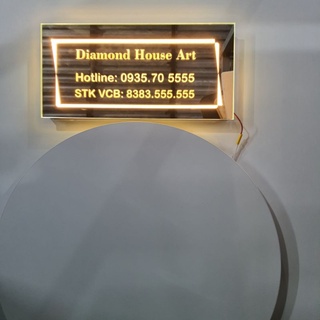 Diamond House Art
Hotline: 0935.70 5555
STK VCB: 8383.555.555